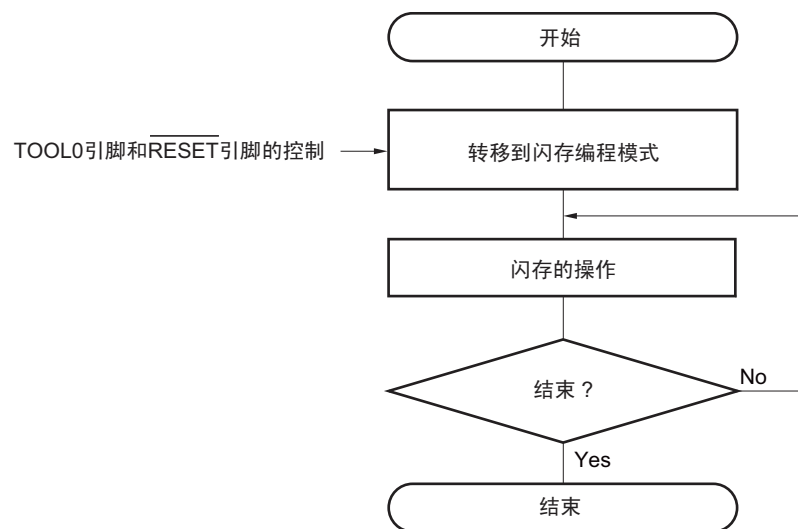 开始
TOOL0引脚和RESET引脚的控制
转移到闪存编程模式
闪存的操作
结束？
No
Yes
结束